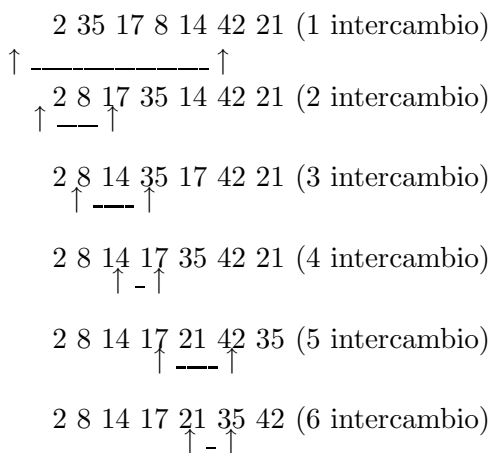 2 35 17 8 14 42 21 (1 intercambio)
↑ ↑
2 8 17 35 14 42 21 (2 intercambio)
↑ ↑
2 8 14 35 17 42 21 (3 intercambio)
↑ ↑
2 8 14 17 35 42 21 (4 intercambio)
↑ ↑
2 8 14 17 21 42 35 (5 intercambio)
↑ ↑
2 8 14 17 21 35 42 (6 intercambio)
↑ ↑